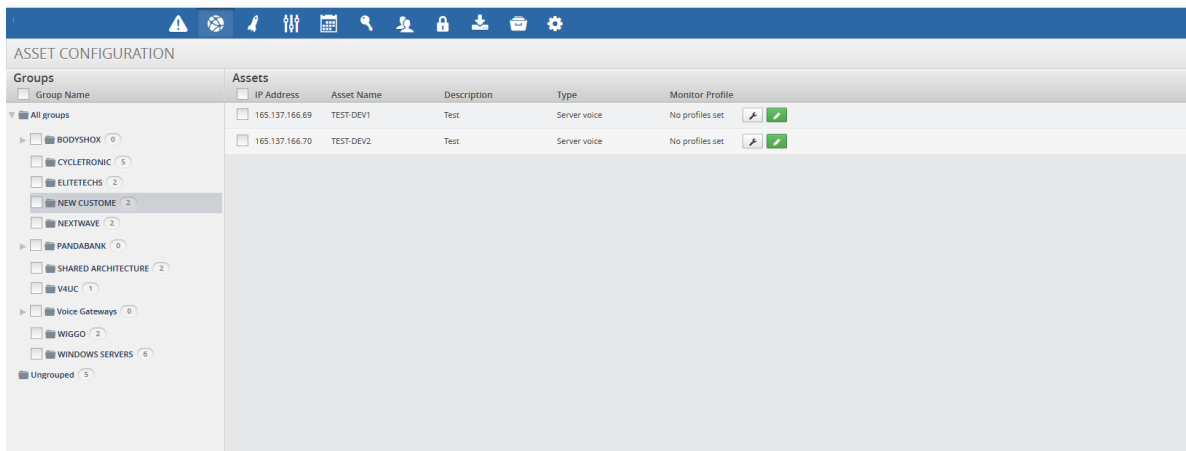 ASSET CONFIGURATION
Groups
Group Name
All groups
BODYSHOX 0
CYCLETRONIC 5
ELITETECHS 2
NEW CUSTOME 2
NEXTWAVE 2
PANDABANK 0
SHARED ARCHITECTURE 2
V4UC 1
Voice Gateways 0
WIGGO 2
WINDOWS SERVERS 6
Ungrouped 5
Assets
IP Address Asset Name Description Type Monitor Profile
165.137.166.69 TEST-DEV1 Test Server voice No profiles set
165.137.166.70 TEST-DEV2 Test Server voice No profiles set